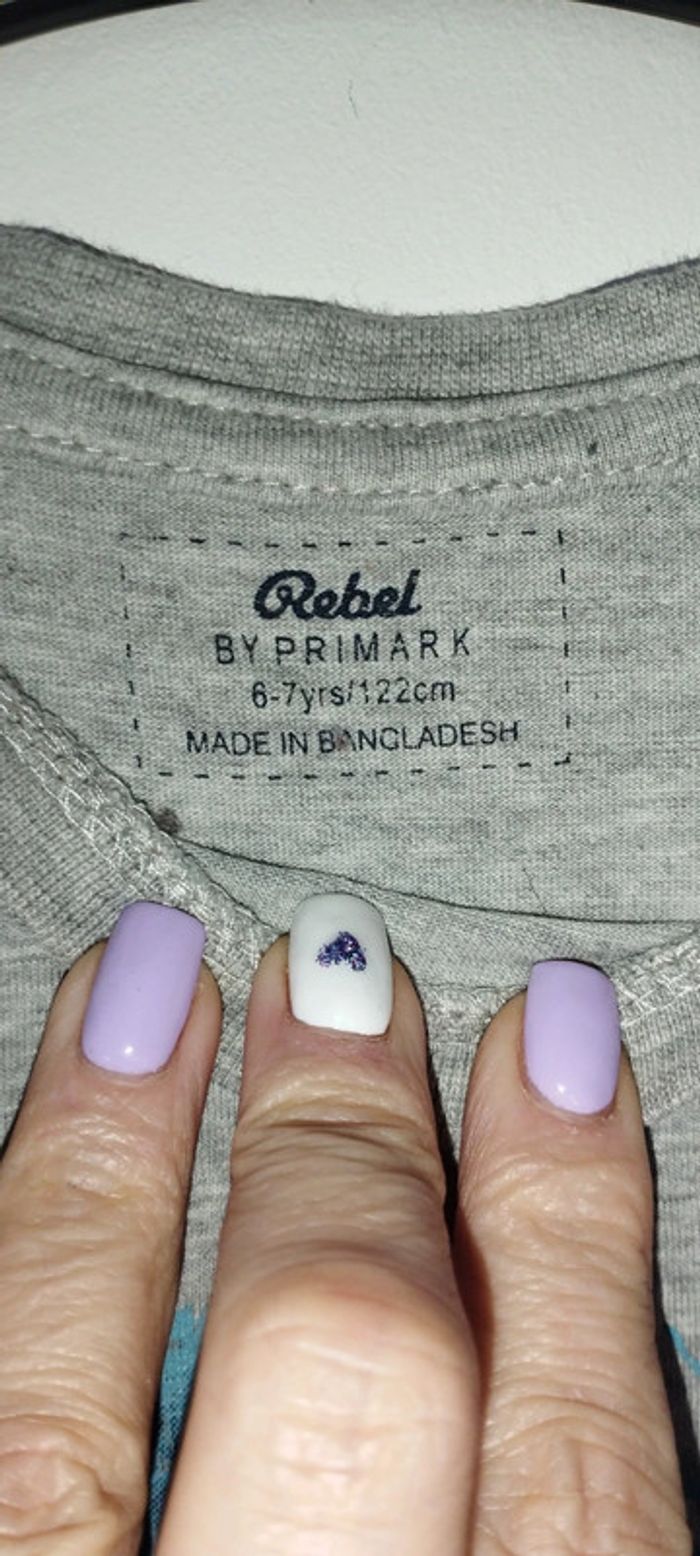 Rebel
BY PRIMARK
6-7yrs/122cm
MADE IN BANGLADESH